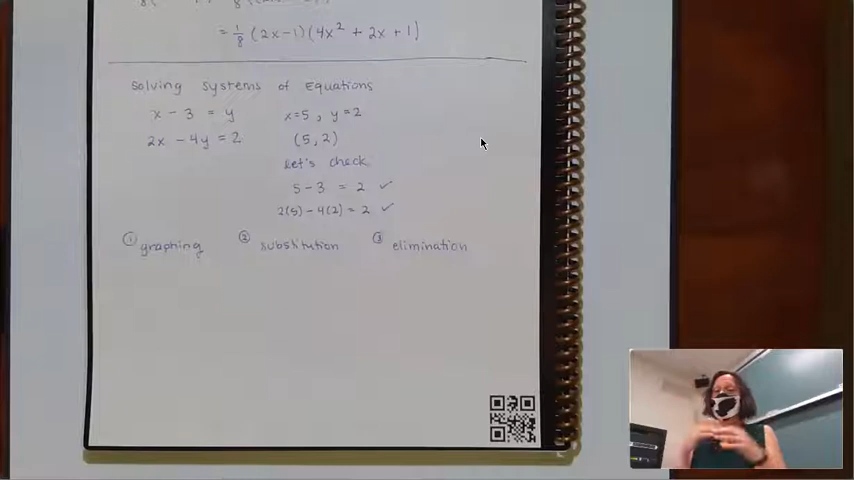 = 1/8 (2x-1)(4x² + 2x + 1)
Solving systems of Equations
x - 3 = y x=5, y=2
2x - 4y = 2 (5, 2)
let's check
5-3 = 2 ✓
2(5) - 4(2) = 2 ✓
① graphing ② substitution ③ elimination